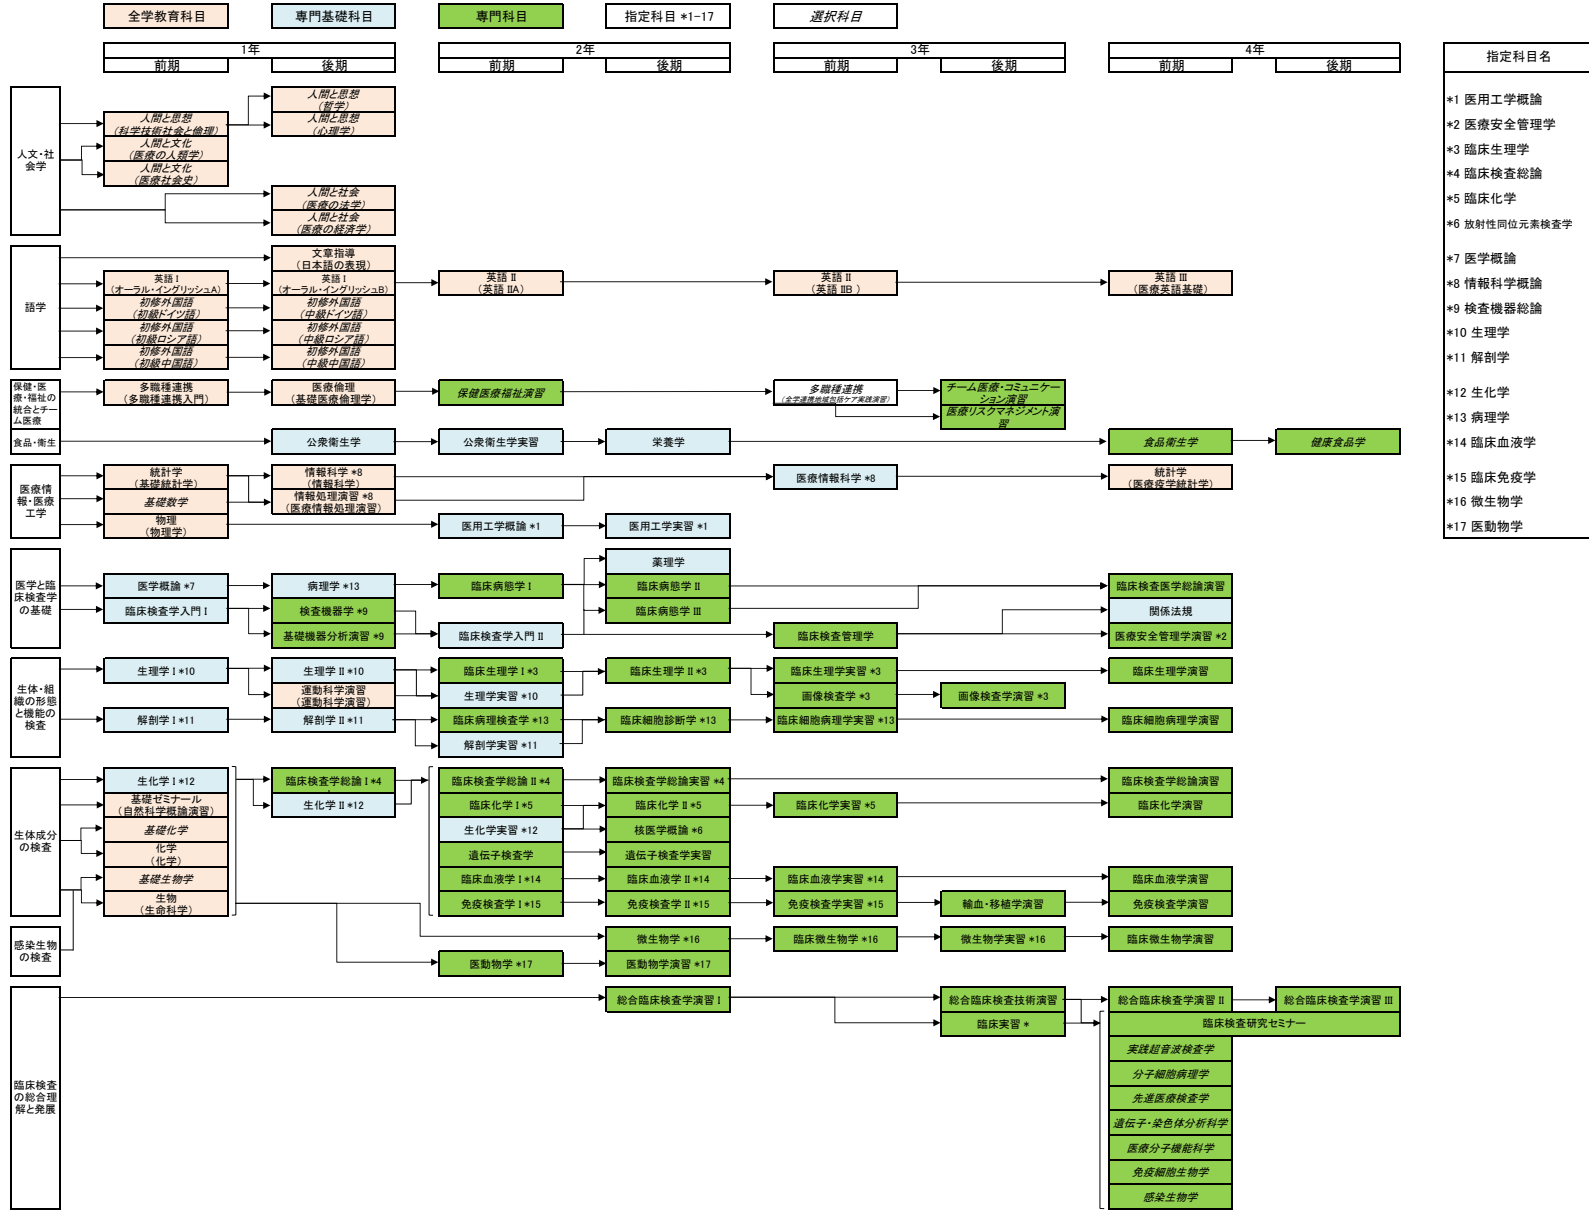 全学教育科目 専門基礎科目 専門科目 指定科目 *1-17 選択科目
1年 2年 3年 4年
前期 後期 前期 後期 前期 後期 前期 後期
指定科目名
*1 医用工学概論
*2 医療安全管理学
*3 臨床生理学
*4 臨床検査総論
*5 臨床化学
*6 放射性同位元素検査学
*7 医学概論
*8 情報科学概論
*9 検査機器総論
*10 生理学
*11 解剖学
*12 生化学
*13 病理学
*14 臨床血液学
*15 臨床免疫学
*16 微生物学
*17 医動物学
人文・社
会学
人間と思想
(哲学)
人間と思想
(科学技術社会と倫理)
人間と思想
(心理学)
人間と文化
(医療の人類学)
人間と文化
(医療社会史)
人間と社会
(医療の法学)
人間と社会
(医療の経済学)
語学
文章指導
(日本語の表現)
英語 I
(オーラル・イングリッシュA)
英語 I
(オーラル・イングリッシュB)
英語 II
(英語 IIA)
英語 II
(英語 IIB )
英語 III
(医療英語基礎)
初修外国語
(初級ドイツ語)
初修外国語
(中級ドイツ語)
初修外国語
(初級ロシア語)
初修外国語
(中級ロシア語)
初修外国語
(初級中国語)
初修外国語
(中級中国語)
保健・医
療・福祉の
統合とチー
ム医療
多職種連携
(多職種連携入門)
医療倫理
(基礎医療倫理学)
保健医療福祉演習
多職種連携
(全学連携地域包括ケア実践演習)
チーム医療・コミュニケー
ション演習
医療リスクマネジメント演
習
食品・衛生
公衆衛生学
公衆衛生学実習
栄養学
食品衛生学
健康食品学
医療情
報・医療
工学
統計学
(基礎統計学)
情報科学 *8
(情報科学)
医療情報科学 *8
統計学
(医療疫学統計学)
基礎数学
情報処理演習 *8
(医療情報処理演習)
物理
(物理学)
医用工学概論 *1
医用工学実習 *1
医学と臨
床検査学
の基礎
薬理学
医学概論 *7
病理学 *13
臨床病態学 I
臨床病態学 II
臨床検査医学総論演習
臨床検査学入門 I
検査機器学 *9
臨床病態学 III
関係法規
基礎機器分析演習 *9
臨床検査学入門 II
臨床検査管理学
医療安全管理学演習 *2
生体・組
織の形態
と機能の
検査
生理学 I *10
生理学 II *10
臨床生理学 I *3
臨床生理学 II *3
臨床生理学実習 *3
臨床生理学演習
運動科学演習
(運動科学演習)
生理学実習 *10
画像検査学 *3
画像検査学演習 *3
解剖学 I *11
解剖学 II *11
臨床病理検査学 *13
臨床細胞診断学 *13
臨床細胞病理学実習 *13
臨床細胞病理学演習
解剖学実習 *11
生体成分
の検査
生化学 I *12
臨床検査学総論 I *4
臨床検査学総論 II *4
臨床検査学総論実習 *4
臨床検査学総論演習
基礎ゼミナール
(自然科学概論演習)
生化学 II *12
臨床化学 I *5
臨床化学 II *5
臨床化学実習 *5
臨床化学演習
基礎化学
生化学実習 *12
核医学概論 *6
化学
(化学)
遺伝子検査学
遺伝子検査学実習
基礎生物学
臨床血液学 I *14
臨床血液学 II *14
臨床血液学実習 *14
臨床血液学演習
生物
(生命科学)
免疫検査学 I *15
免疫検査学 II *15
免疫検査学実習 *15
輸血・移植学演習
免疫検査学演習
感染生物
の検査
微生物学 *16
臨床微生物学 *16
微生物学実習 *16
臨床微生物学演習
医動物学 *17
医動物学演習 *17
臨床検査
の総合理
解と発展
総合臨床検査学演習 I
総合臨床検査技術演習
総合臨床検査学演習 II
総合臨床検査学演習 III
臨床実習 *
臨床検査研究セミナー
実践超音波検査学
分子細胞病理学
先進医療検査学
遺伝子・染色体分析科学
医療分子機能科学
免疫細胞生物学
感染生物学